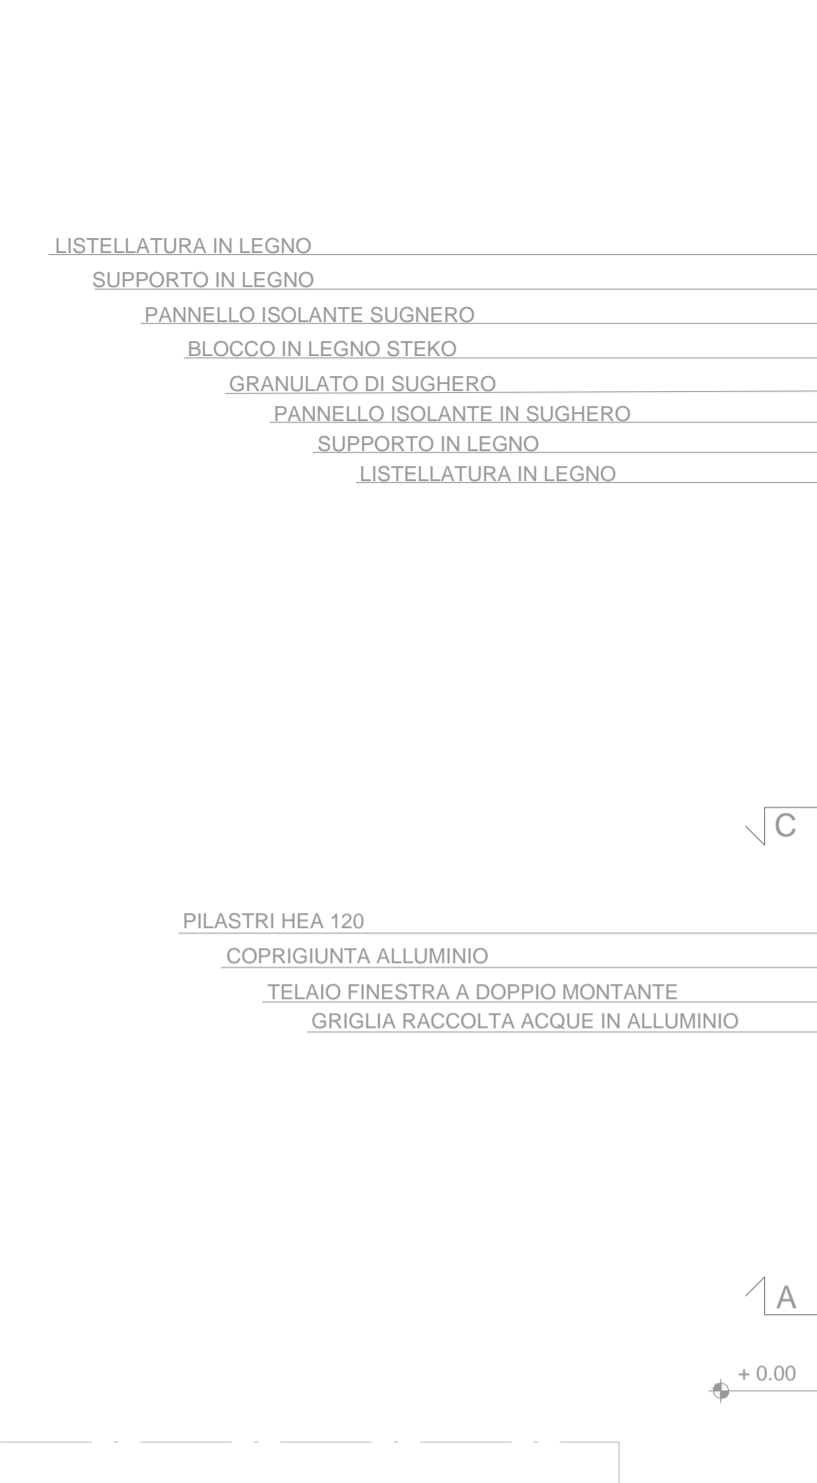 LISTELLATURA IN LEGNO
SUPPORTO IN LEGNO
PANNELLO ISOLANTE SUGNERO
BLOCCO IN LEGNO STEKO
GRANULATO DI SUGHERO
PANNELLO ISOLANTE IN SUGHERO
SUPPORTO IN LEGNO
LISTELLATURA IN LEGNO
C
PILASTRI HEA 120
COPRIGIUNTA ALLUMINIO
TELAIO FINESTRA A DOPPIO MONTANTE
GRIGLIA RACCOLTA ACQUE IN ALLUMINIO
A
+ 0.00